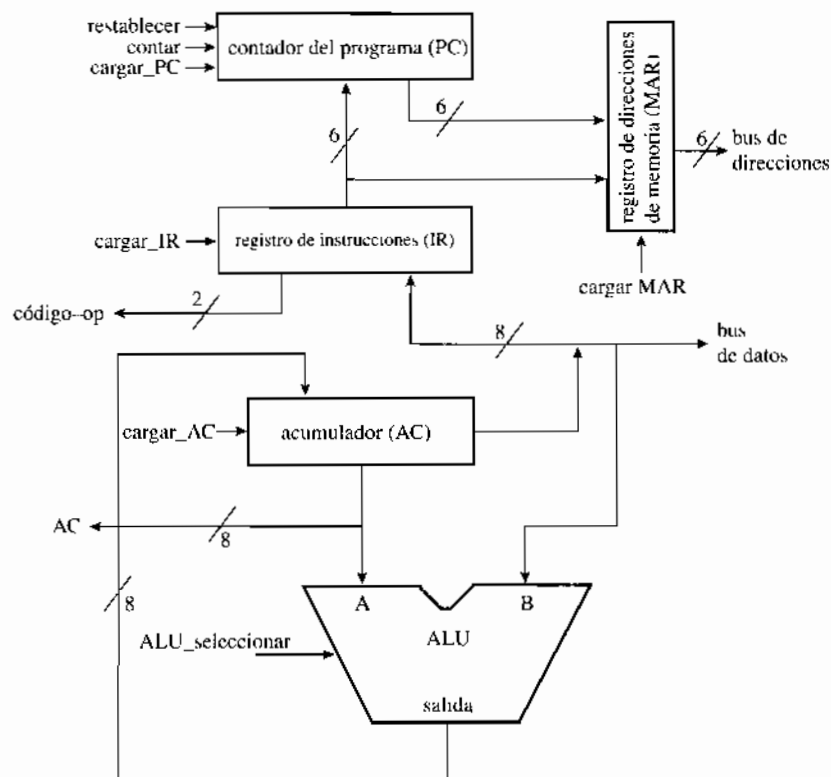 restablecer
contar
cargar_PC
contador del programa (PC)
6
6
registro de direcciones
de memoria (MAR)
6
bus de
direcciones
cargar_IR
registro de instrucciones (IR)
cargar MAR
código-op
2
8
bus
de datos
cargar_AC
acumulador (AC)
AC
8
8
A
B
ALU_seleccionar
ALU
salida